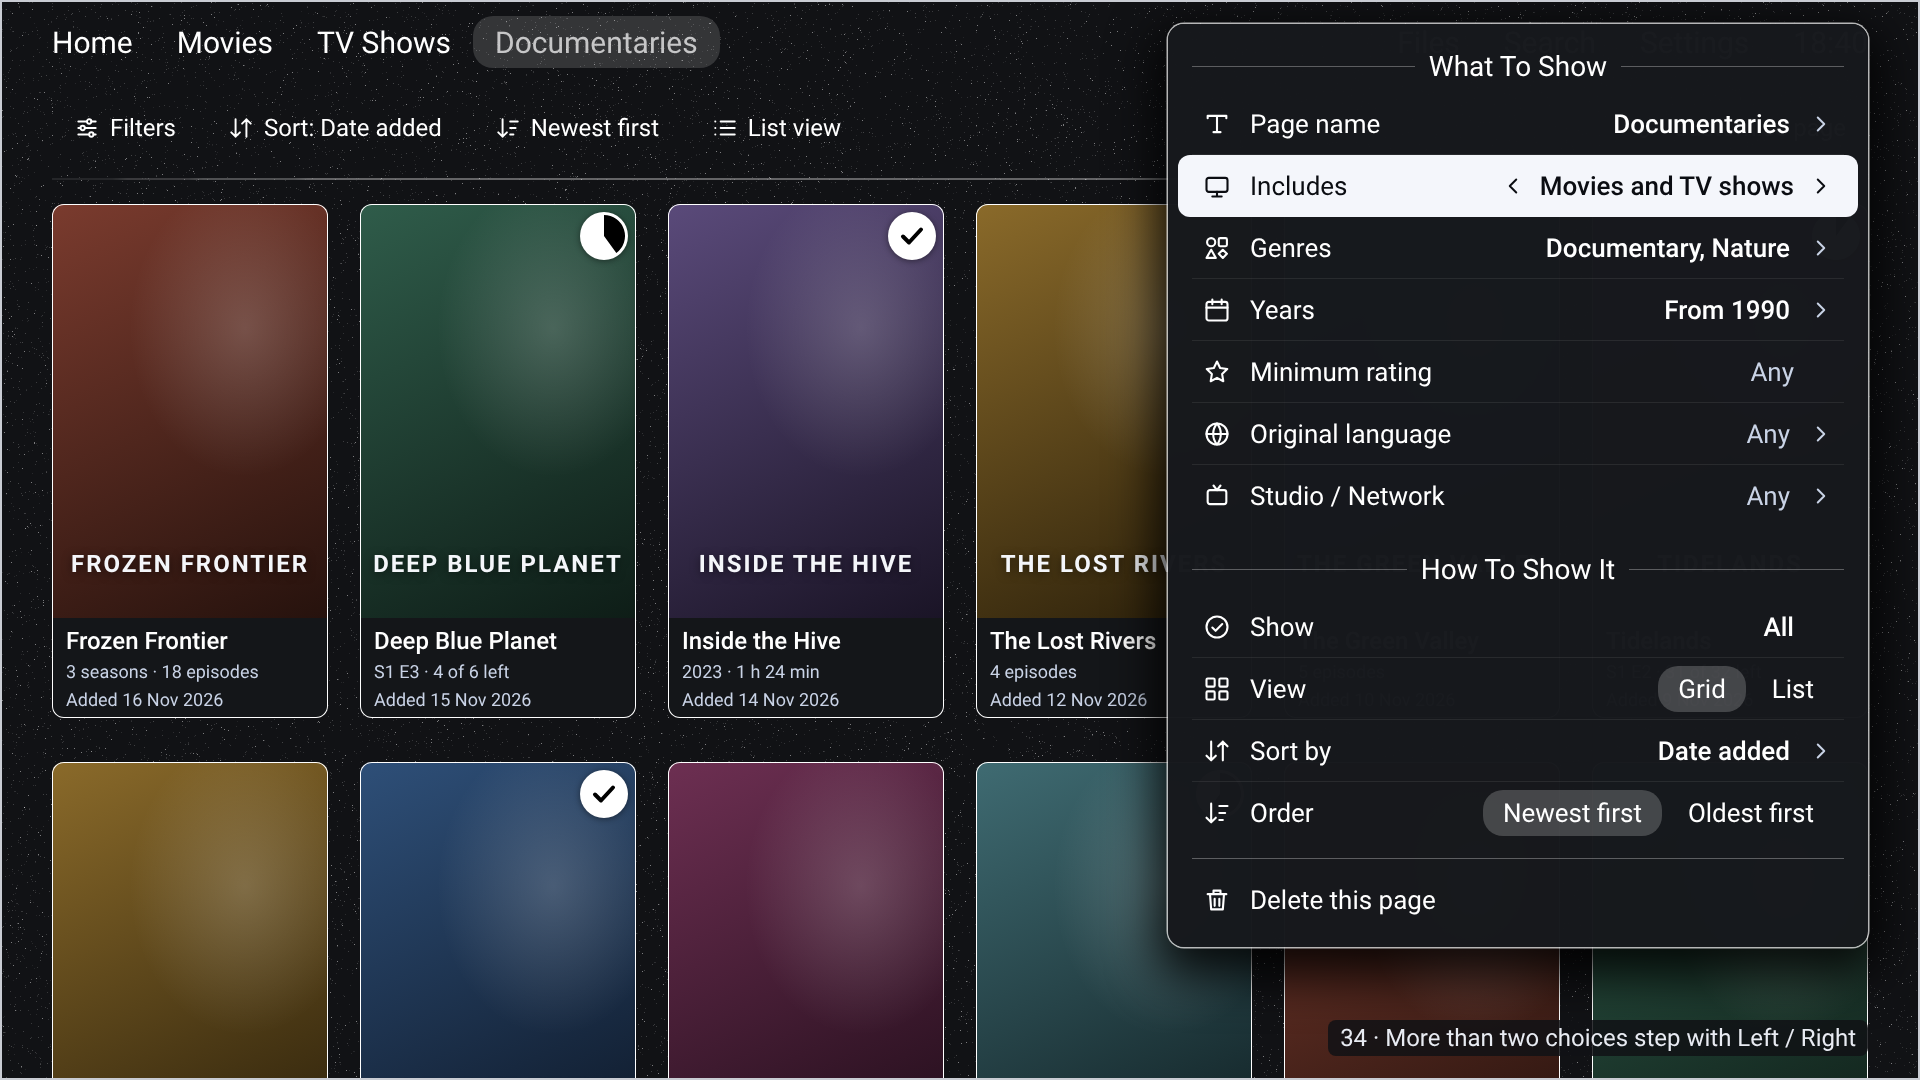 Home Movies TV Shows Documentaries
Filters Sort: Date added Newest first List view
FROZEN FRONTIER
Frozen Frontier
3 seasons · 18 episodes
Added 16 Nov 2026
DEEP BLUE PLANET
Deep Blue Planet
S1 E3 · 4 of 6 left
Added 15 Nov 2026
INSIDE THE HIVE
Inside the Hive
2023 · 1 h 24 min
Added 14 Nov 2026
THE LOST RIVERS
The Lost Rivers
4 episodes
Added 12 Nov 2026
What To Show
Page name Documentaries
Includes Movies and TV shows
Genres Documentary, Nature
Years From 1990
Minimum rating Any
Original language Any
Studio / Network Any
How To Show It
Show All
View Grid List
Sort by Date added
Order Newest first Oldest first
Delete this page
34 · More than two choices step with Left / Right